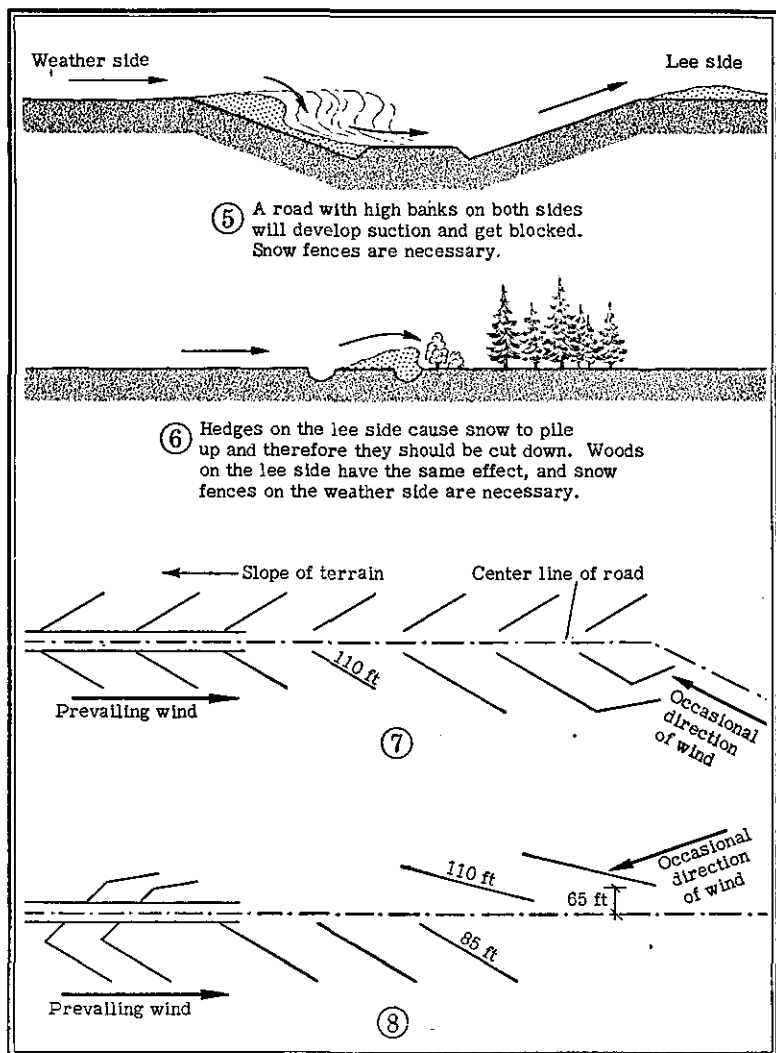 Weather side
Lee side
⑤ A road with high banks on both sides
will develop suction and get blocked.
Snow fences are necessary.
⑥ Hedges on the lee side cause snow to pile
up and therefore they should be cut down. Woods
on the lee side have the same effect, and snow
fences on the weather side are necessary.
Slope of terrain
Center line of road
110 ft
Prevailing wind
Occasional
direction
of wind
⑦
110 ft
65 ft
Occasional
direction
of wind
85 ft
Prevailing wind
⑧